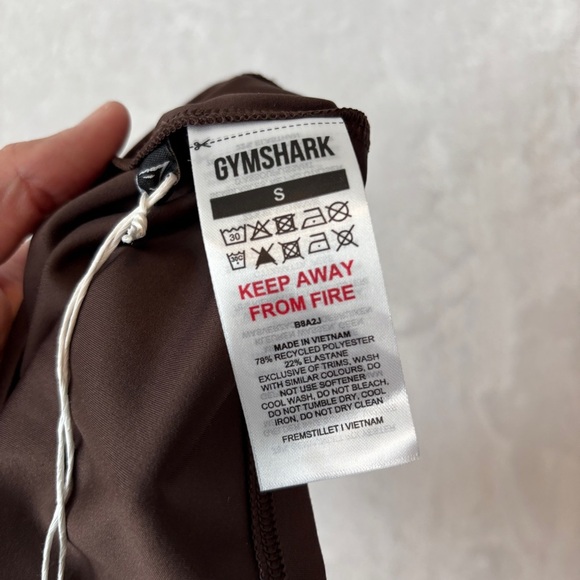 GYMSHARK
S
30
KEEP AWAY
FROM FIRE
B8A2J
MADE IN VIETNAM
78% RECYCLED POLYESTER
22% ELASTANE
EXCLUSIVE OF TRIMS, WASH
WITH SIMILAR COLOURS, DO
NOT USE SOFTENER
COOL WASH, DO NOT BLEACH,
DO NOT TUMBLE DRY, COOL
IRON, DO NOT DRY CLEAN
FREMSTILLET I VIETNAM